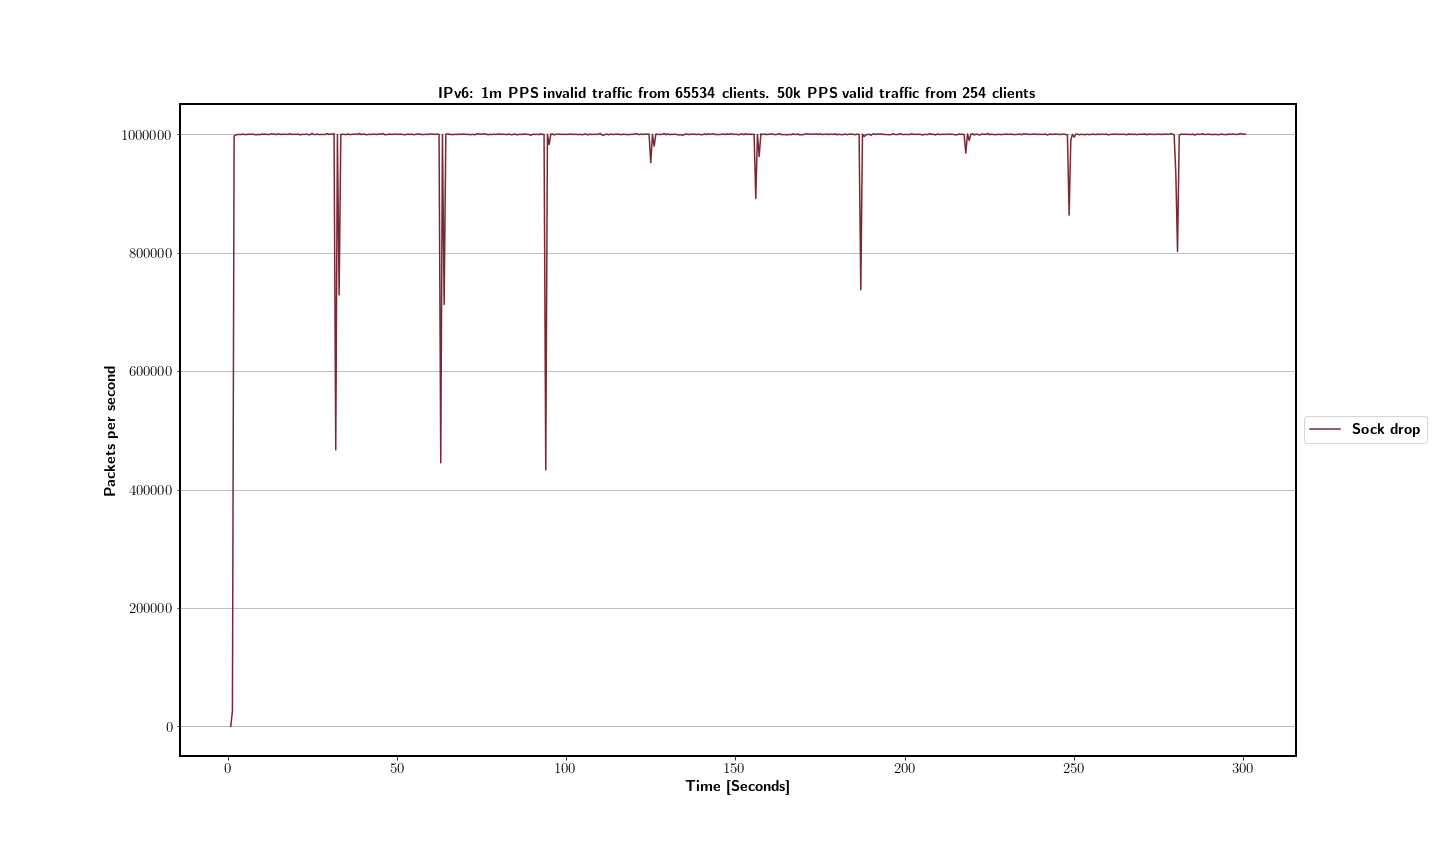 IPv6: 1m PPS invalid traffic from 65534 clients. 50k PPS valid traffic from 254 clients
1000000
800000
600000
400000
200000
0
Packets per second
Sock drop
0 50 100 150 200 250 300
Time [Seconds]